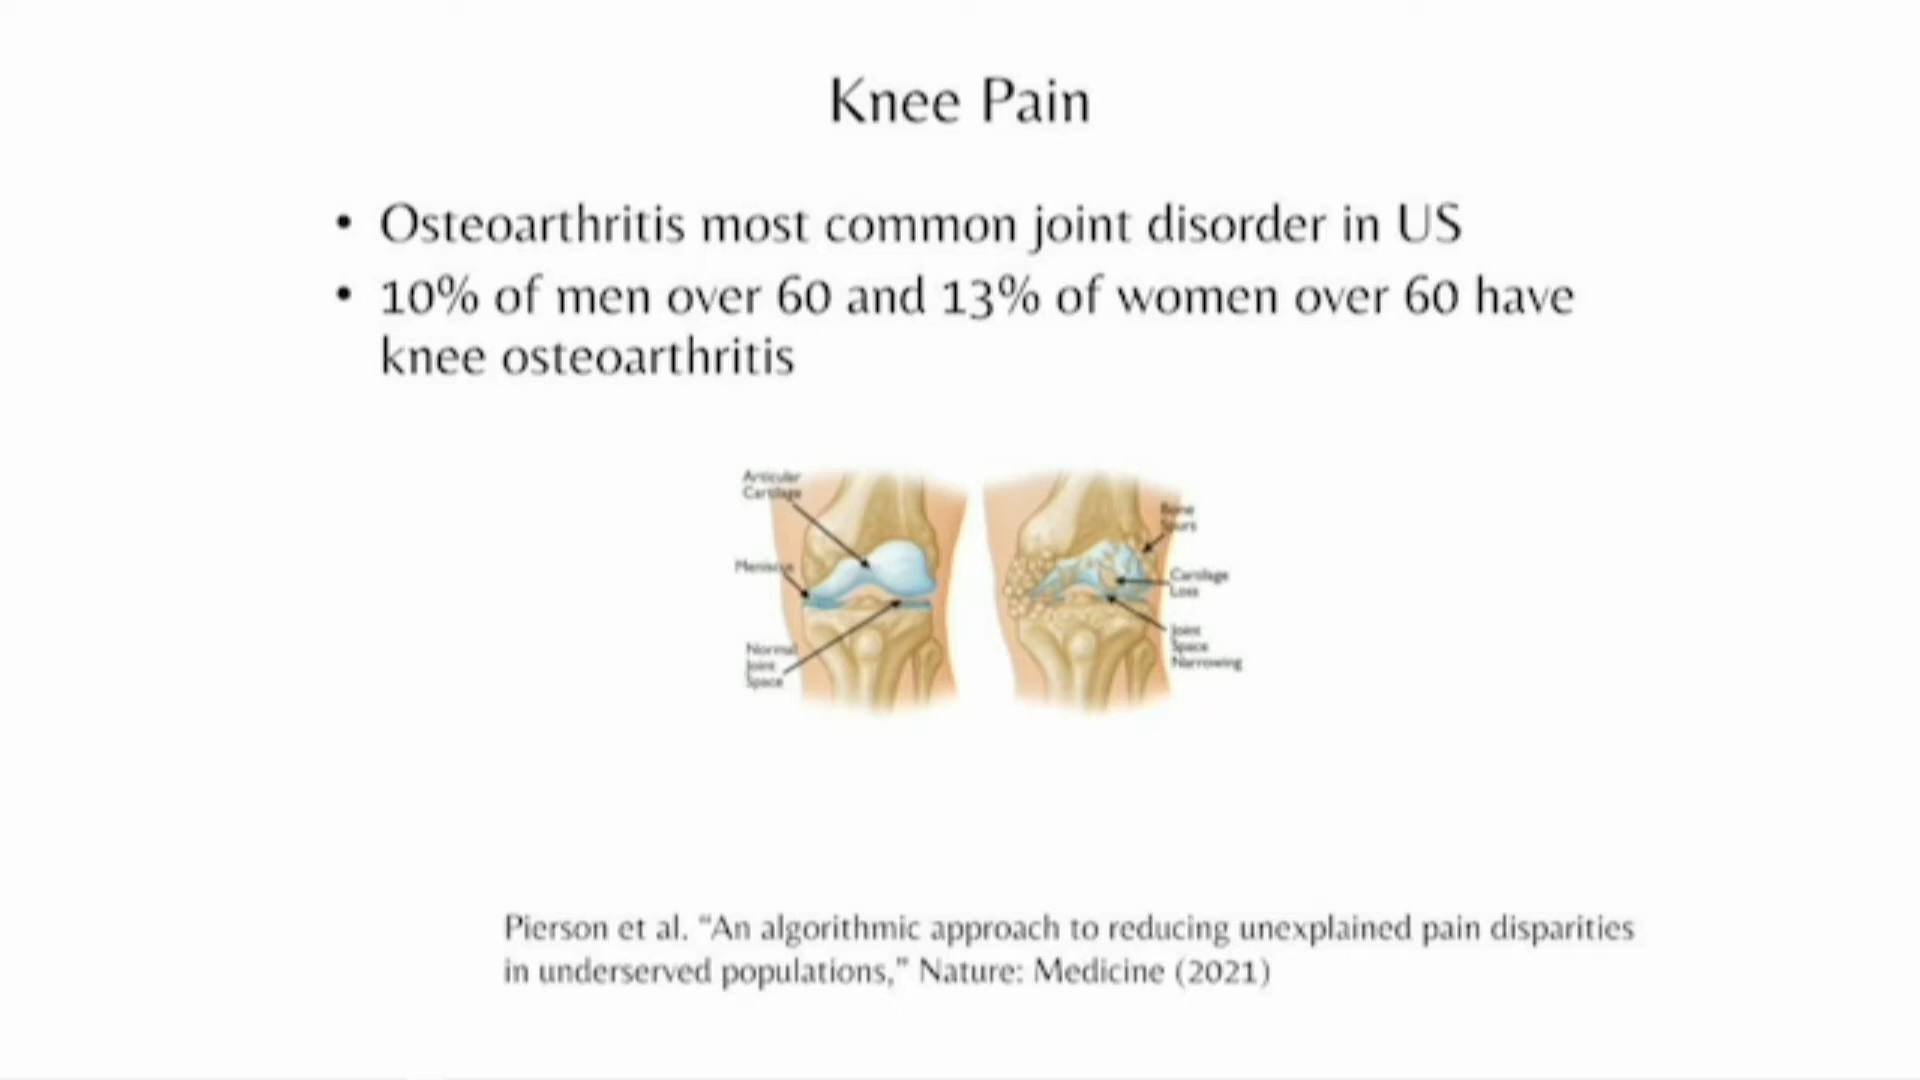 Knee Pain
• Osteoarthritis most common joint disorder in US
• 10% of men over 60 and 13% of women over 60 have
knee osteoarthritis
Articular
Cartilage
Meniscus
Normal
Joint
Space
Bone
Spurs
Cartilage
Loss
Joint
Space
Narrowing
Pierson et al. “An algorithmic approach to reducing unexplained pain disparities
in underserved populations,” Nature: Medicine (2021)